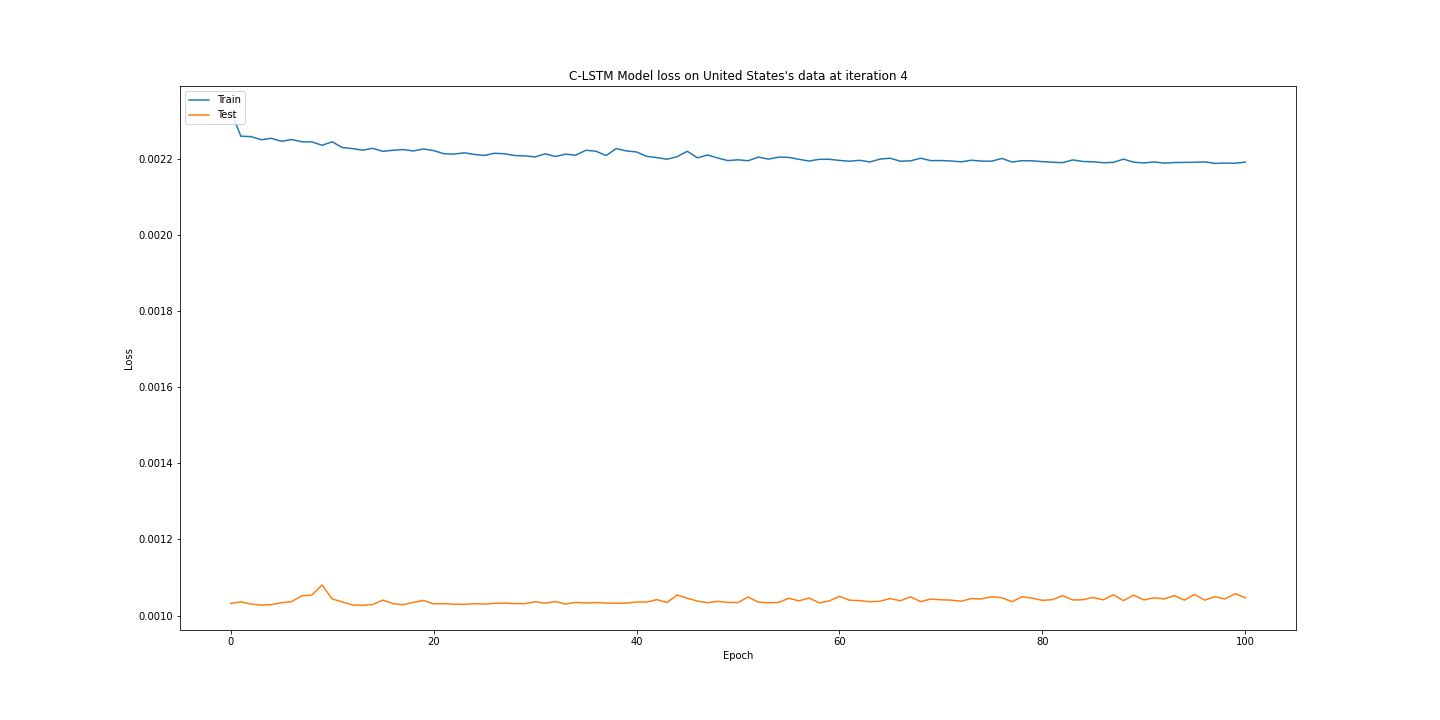 C-LSTM Model loss on United States's data at iteration 4
Train
Test
0.0022
0.0020
0.0018
0.0016
0.0014
0.0012
0.0010
Loss
0 20 40 60 80 100
Epoch